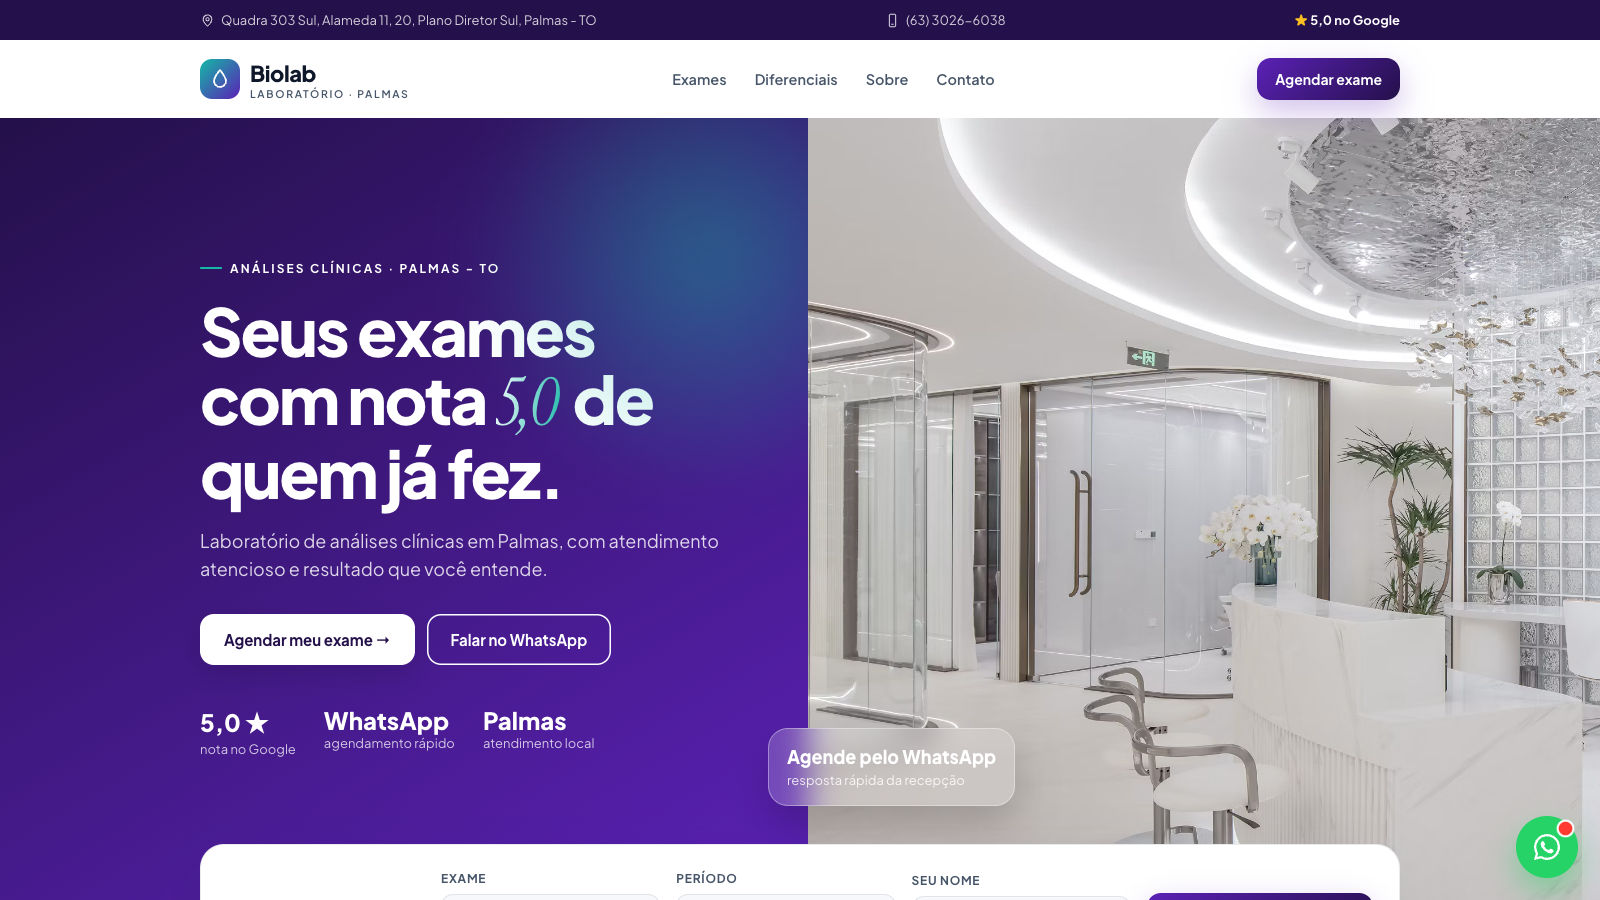 Quadra 303 Sul, Alameda 11, 20, Plano Diretor Sul, Palmas - TO
(63) 3026-6038
5,0 no Google
Biolab
LABORATÓRIO · PALMAS
Exames
Diferenciais
Sobre
Contato
Agendar exame
ANÁLISES CLÍNICAS · PALMAS – TO
Seus exames
com nota 5,0 de
quem já fez.
Laboratório de análises clínicas em Palmas, com atendimento
atencioso e resultado que você entende.
Agendar meu exame →
Falar no WhatsApp
5,0 ★
nota no Google
WhatsApp
agendamento rápido
Palmas
atendimento local
Agende pelo WhatsApp
resposta rápida da recepção
EXAME
PERÍODO
SEU NOME